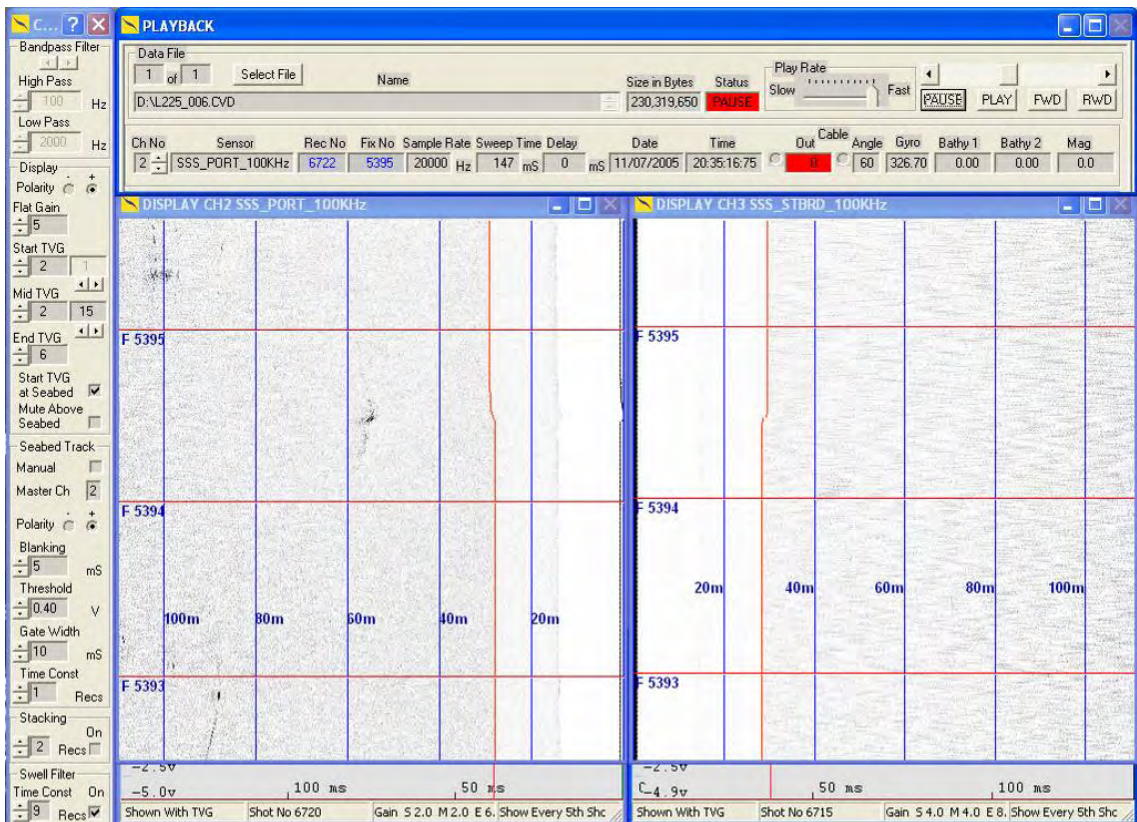 C...
Bandpass Filter
High Pass
100 Hz
Low Pass
2000 Hz
Display
- +
Polarity
Flat Gain
5
Start TVG
2 1
Mid TVG
2 15
End TVG
6
Start TVG
at Seabed
Mute Above
Seabed
Seabed Track
Manual
Master Ch 2
- +
Polarity
Blanking
5 mS
Threshold
0.40 V
Gate Width
10 mS
Time Const
1 Recs
Stacking
On
2 Recs
Swell Filter
Time Const On
9 Recs
PLAYBACK
Data File
1 of 1 Select File Name Size in Bytes Status Play Rate
Slow Fast
D:\L225_006.CVD 230,319,650 PAUSE PAUSE PLAY FWD RWD
Cable
Ch No Sensor Rec No Fix No Sample Rate Sweep Time Delay Date Time Out Angle Gyro Bathy 1 Bathy 2 Mag
2 SSS_PORT_100KHz 6722 5395 20000 Hz 147 mS 0 mS 11/07/2005 20:35:16:75 0 60 326.70 0.00 0.00 0.0
DISPLAY CH2 SSS_PORT_100KHz
F 5395
F 5394
100m 80m 60m 40m 20m
F 5393
-2.5v
-5.0v 100 ms 50 ms
Shown With TVG Shot No 6720 Gain S 2.0 M 2.0 E 6. Show Every 5th Shc
DISPLAY CH3 SSS_STBRD_100KHz
F 5395
F 5394
20m 40m 60m 80m 100m
F 5393
-2.5v
-4.9v 50 ms 100 ms
Shown With TVG Shot No 6715 Gain S 4.0 M 4.0 E 8. Show Every 5th Shc